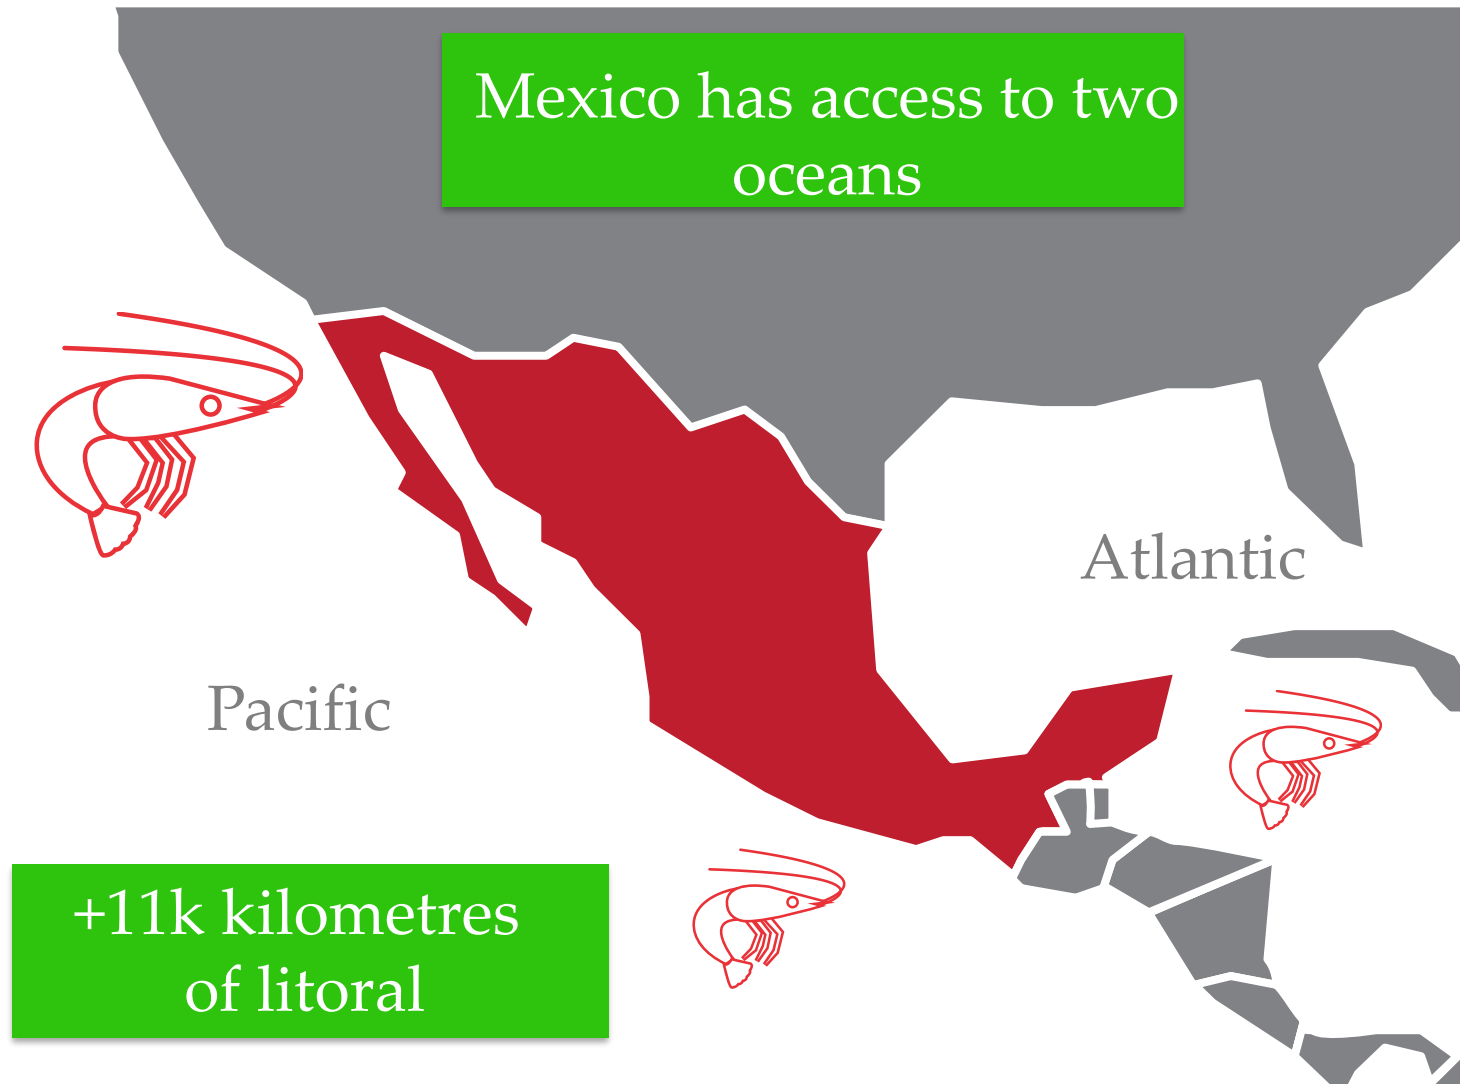 Mexico has access to two
oceans
Atlantic
Pacific
+11k kilometres
of litoral